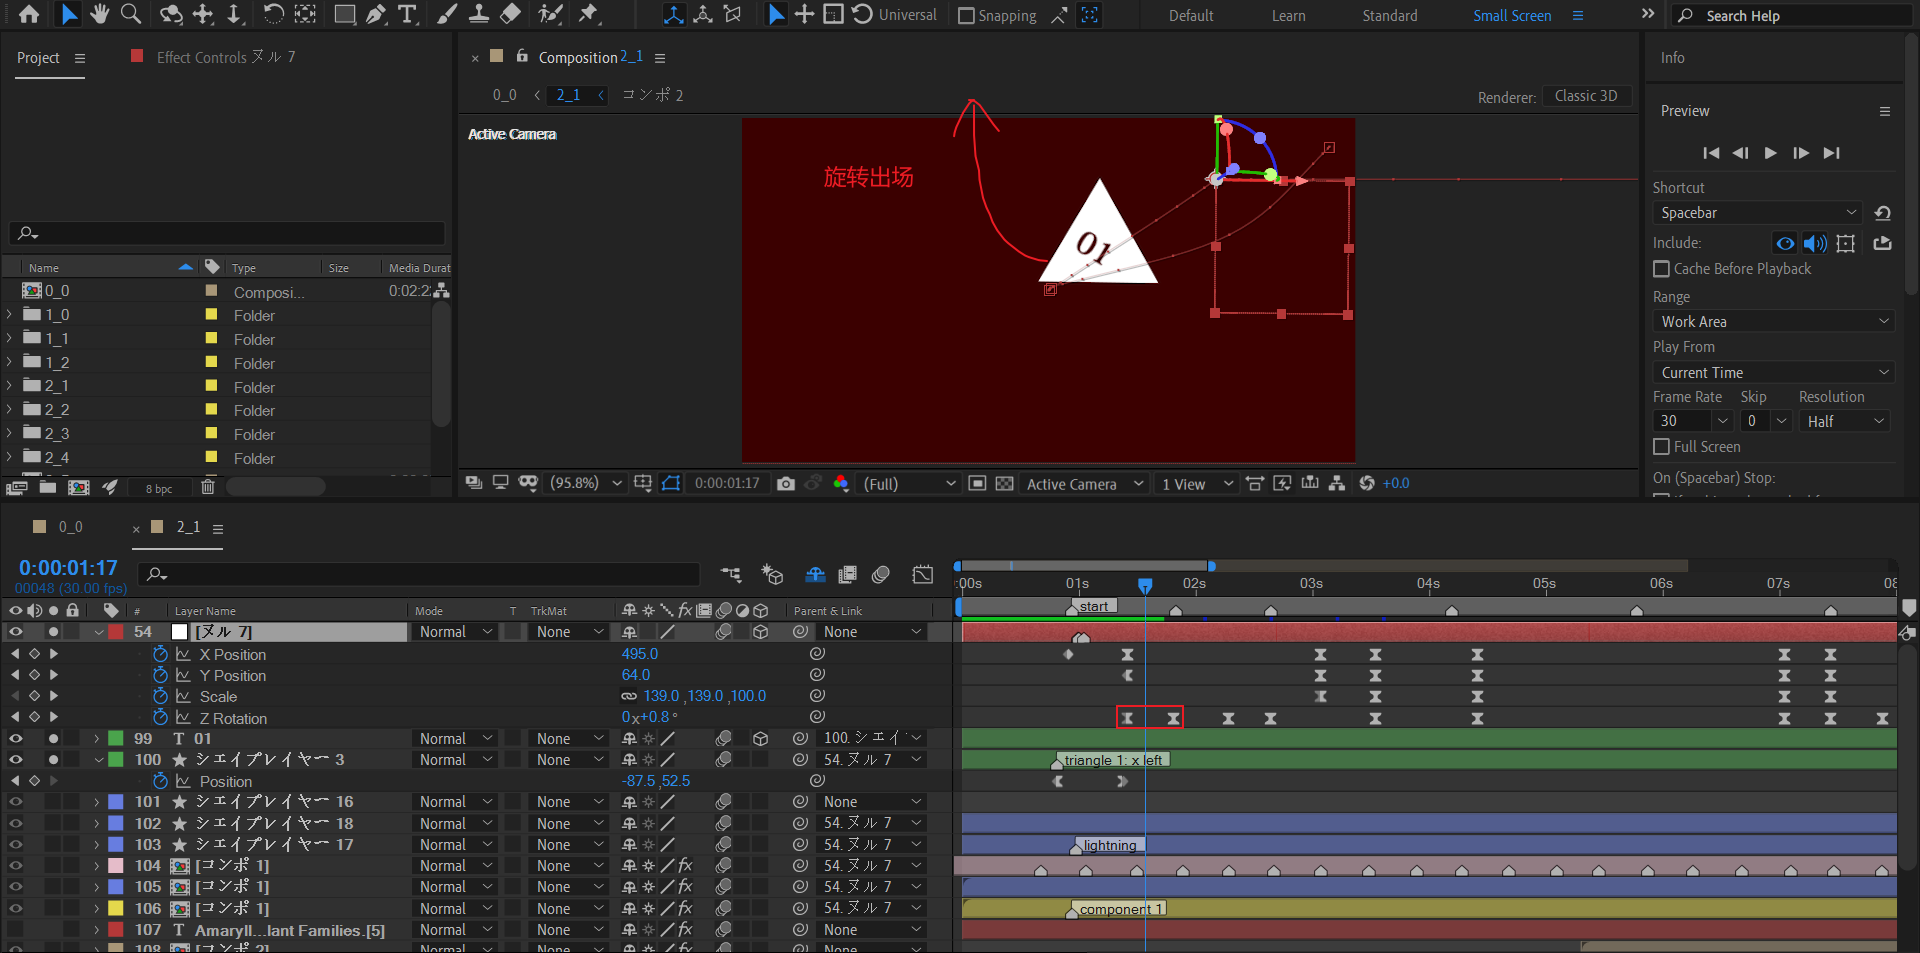 Universal
Snapping
Default
Learn
Standard
Small Screen
Search Help
Project
Effect Controls ヌル 7
Composition 2_1
0_0
2_1
コンポ 2
Renderer:
Classic 3D
Active Camera
旋转出场
01
Name
Type
Size
Media Durat
0_0
Composi...
0:02:2
1_0
Folder
1_1
Folder
1_2
Folder
2_1
Folder
2_2
Folder
2_3
Folder
2_4
Folder
8 bpc
(95.8%)
0:00:01:17
(Full)
Active Camera
1 View
+0.0
Info
Preview
Shortcut
Spacebar
Include:
Cache Before Playback
Range
Work Area
Play From
Current Time
Frame Rate
Skip
Resolution
30
0
Half
Full Screen
On (Spacebar) Stop:
0_0
2_1
0:00:01:17
00048 (30.00 fps)
#
Layer Name
Mode
T
TrkMat
fx
Parent & Link
:00s
01s
02s
03s
04s
05s
06s
07s
08
start
54
[ヌル 7]
Normal
None
None
X Position
495.0
Y Position
64.0
Scale
139.0,139.0,100.0
Z Rotation
0x+0.8°
99
T
01
Normal
None
100. シェイ
100
シェイプレイヤー 3
Normal
None
54. ヌル 7
triangle 1: x left
Position
-87.5,52.5
101
シェイプレイヤー 16
Normal
None
None
102
シェイプレイヤー 18
Normal
None
54. ヌル 7
103
シェイプレイヤー 17
Normal
None
54. ヌル 7
lightning
104
[コンポ 1]
Normal
None
fx
54. ヌル 7
105
[コンポ 1]
Normal
None
fx
54. ヌル 7
106
[コンポ 1]
Normal
None
fx
54. ヌル 7
component 1
107
T
Amaryll...lant Families.[5]
Normal
None
fx
None
108
[コンポ 2]
Normal
None
fx
None